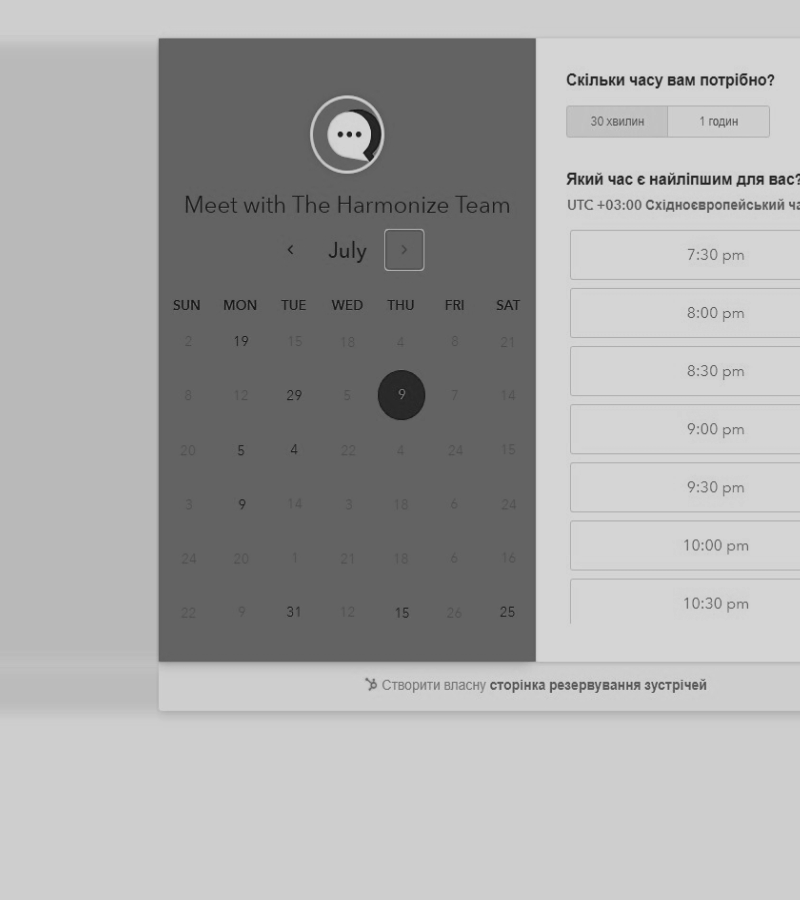 Meet with The Harmonize Team
July
SUN MON TUE WED THU FRI SAT
2 19 15 18 4 8 21
8 12 29 5 9 7 14
20 5 4 22 4 24 15
3 9 14 3 18 6 24
24 20 1 21 18 6 16
22 9 31 12 15 26 25
Скільки часу вам потрібно?
30 хвилин 1 годин
Який час є найліпшим для вас?
UTC +03:00 Східноєвропейський ча
7:30 pm
8:00 pm
8:30 pm
9:00 pm
9:30 pm
10:00 pm
10:30 pm
Створити власну сторінка резервування зустрічей